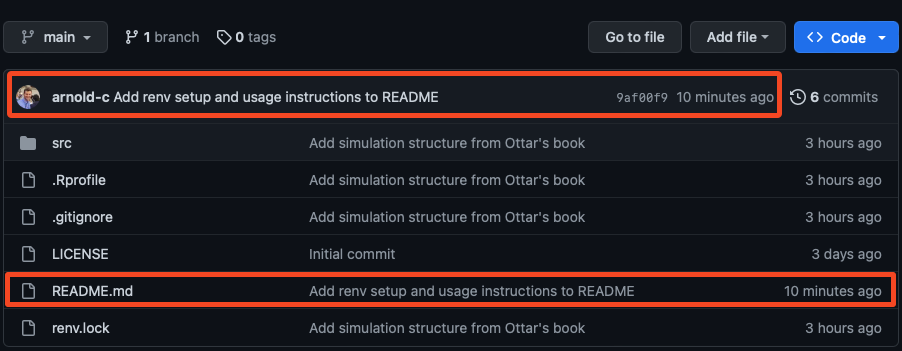 main 1 branch 0 tags Go to file Add file Code
arnold-c Add renv setup and usage instructions to README 9af00f9 10 minutes ago 6 commits
src Add simulation structure from Ottar's book 3 hours ago
.Rprofile Add simulation structure from Ottar's book 3 hours ago
.gitignore Add simulation structure from Ottar's book 3 hours ago
LICENSE Initial commit 3 days ago
README.md Add renv setup and usage instructions to README 10 minutes ago
renv.lock Add simulation structure from Ottar's book 3 hours ago